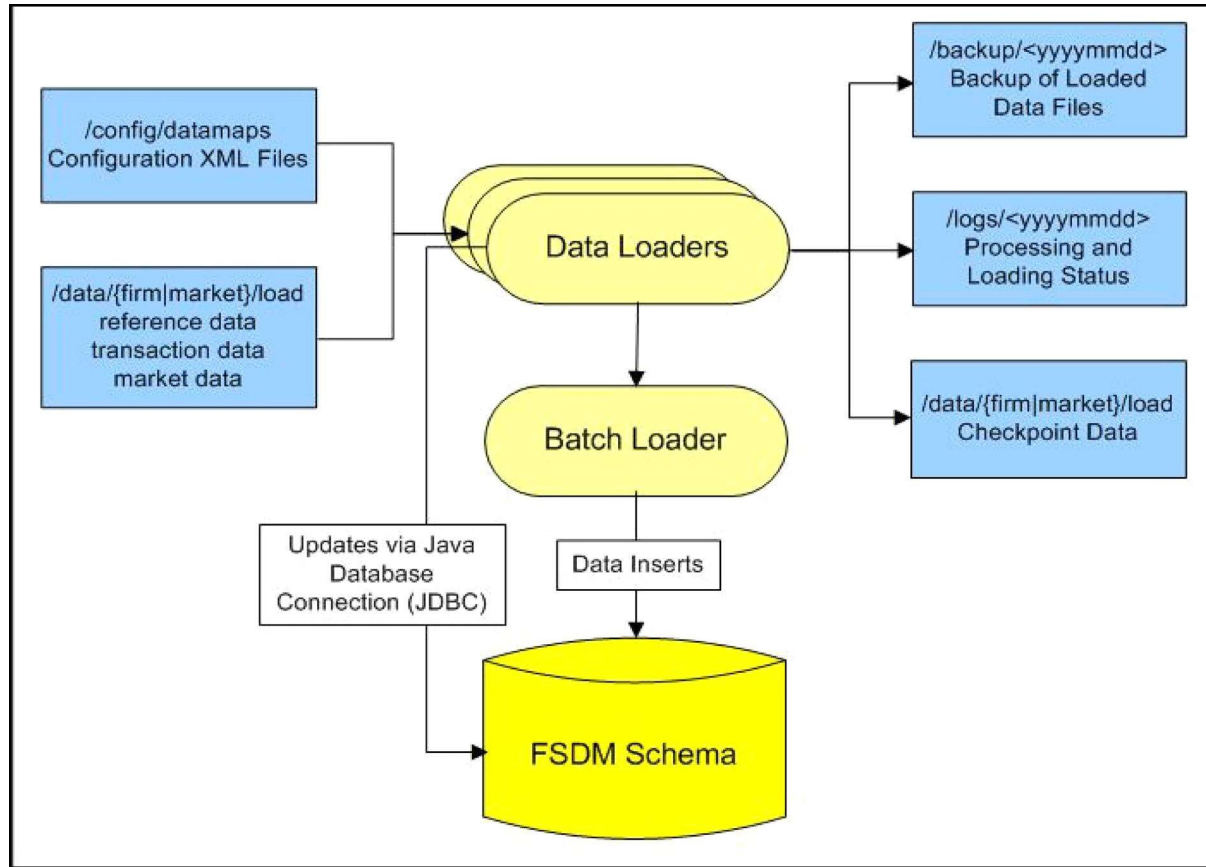 /config/datamaps
Configuration XML Files
/data/{firm|market}/load
reference data
transaction data
market data
Data Loaders
Batch Loader
Updates via Java
Database
Connection (JDBC)
Data Inserts
FSDM Schema
/backup/<yyyymmdd>
Backup of Loaded
Data Files
/logs/<yyyymmdd>
Processing and
Loading Status
/data/{firm|market}/load
Checkpoint Data